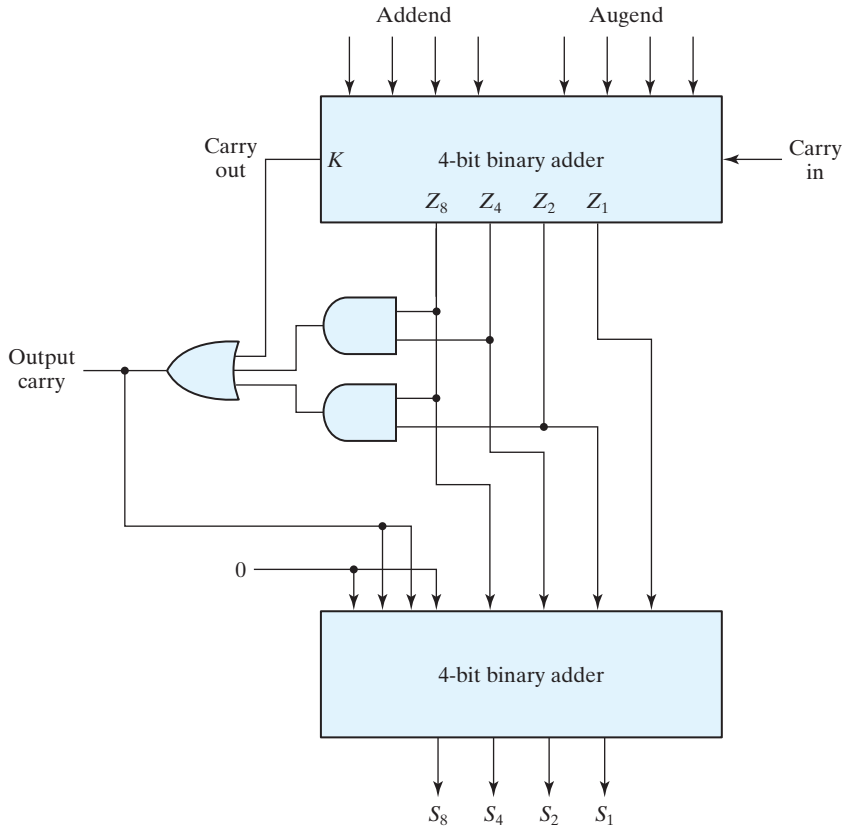 Addend
Augend
Carry
out
K
4-bit binary adder
Carry
in
Z₈ Z₄ Z₂ Z₁
Output
carry
0
4-bit binary adder
S₈ S₄ S₂ S₁